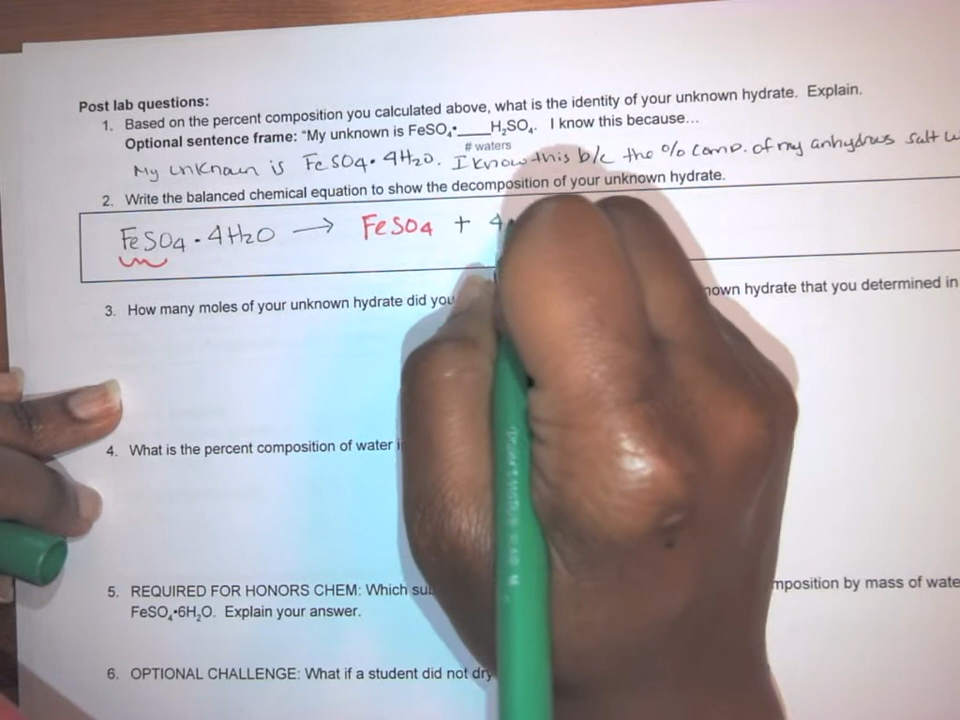 Post lab questions:
1. Based on the percent composition you calculated above, what is the identity of your unknown hydrate. Explain.
Optional sentence frame: "My unknown is FeSO₄•___H₂SO₄. I know this because...
# waters
My unknown is FeSO4 • 4H2O. I know this b/c the % comp. of my anhydrous salt
2. Write the balanced chemical equation to show the decomposition of your unknown hydrate.
FeSO4 • 4H2O → FeSO4 + 4
3. How many moles of your unknown hydrate did you hydrate that you determined in
4. What is the percent composition of water
5. REQUIRED FOR HONORS CHEM: Which by mass of
FeSO₄•6H₂O. Explain your answer.
6. OPTIONAL CHALLENGE: What if a student did not dry